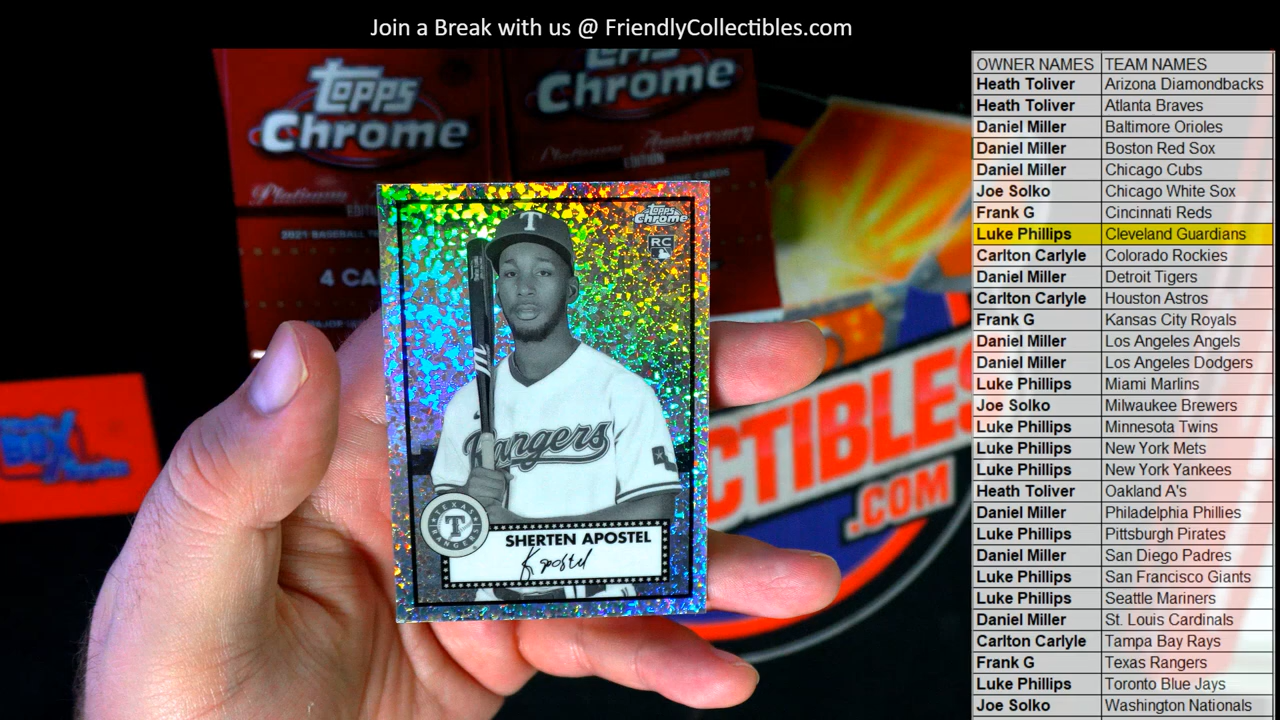 Join a Break with us @ FriendlyCollectibles.com
Topps
Chrome
Platinum
Topps
Chrome
Platinum Anniversary
EDITION
2021 BASEBALL
4 CA
Topps
Chrome
RC
T
Rangers
TEXAS
T
RANGERS
SHERTEN APOSTEL
BOX
CTIBLES
.COM
OWNER NAMES TEAM NAMES
Heath Toliver Arizona Diamondbacks
Heath Toliver Atlanta Braves
Daniel Miller Baltimore Orioles
Daniel Miller Boston Red Sox
Daniel Miller Chicago Cubs
Joe Solko Chicago White Sox
Frank G Cincinnati Reds
Luke Phillips Cleveland Guardians
Carlton Carlyle Colorado Rockies
Daniel Miller Detroit Tigers
Carlton Carlyle Houston Astros
Frank G Kansas City Royals
Daniel Miller Los Angeles Angels
Daniel Miller Los Angeles Dodgers
Luke Phillips Miami Marlins
Joe Solko Milwaukee Brewers
Luke Phillips Minnesota Twins
Luke Phillips New York Mets
Luke Phillips New York Yankees
Heath Toliver Oakland A's
Daniel Miller Philadelphia Phillies
Luke Phillips Pittsburgh Pirates
Daniel Miller San Diego Padres
Luke Phillips San Francisco Giants
Luke Phillips Seattle Mariners
Daniel Miller St. Louis Cardinals
Carlton Carlyle Tampa Bay Rays
Frank G Texas Rangers
Luke Phillips Toronto Blue Jays
Joe Solko Washington Nationals